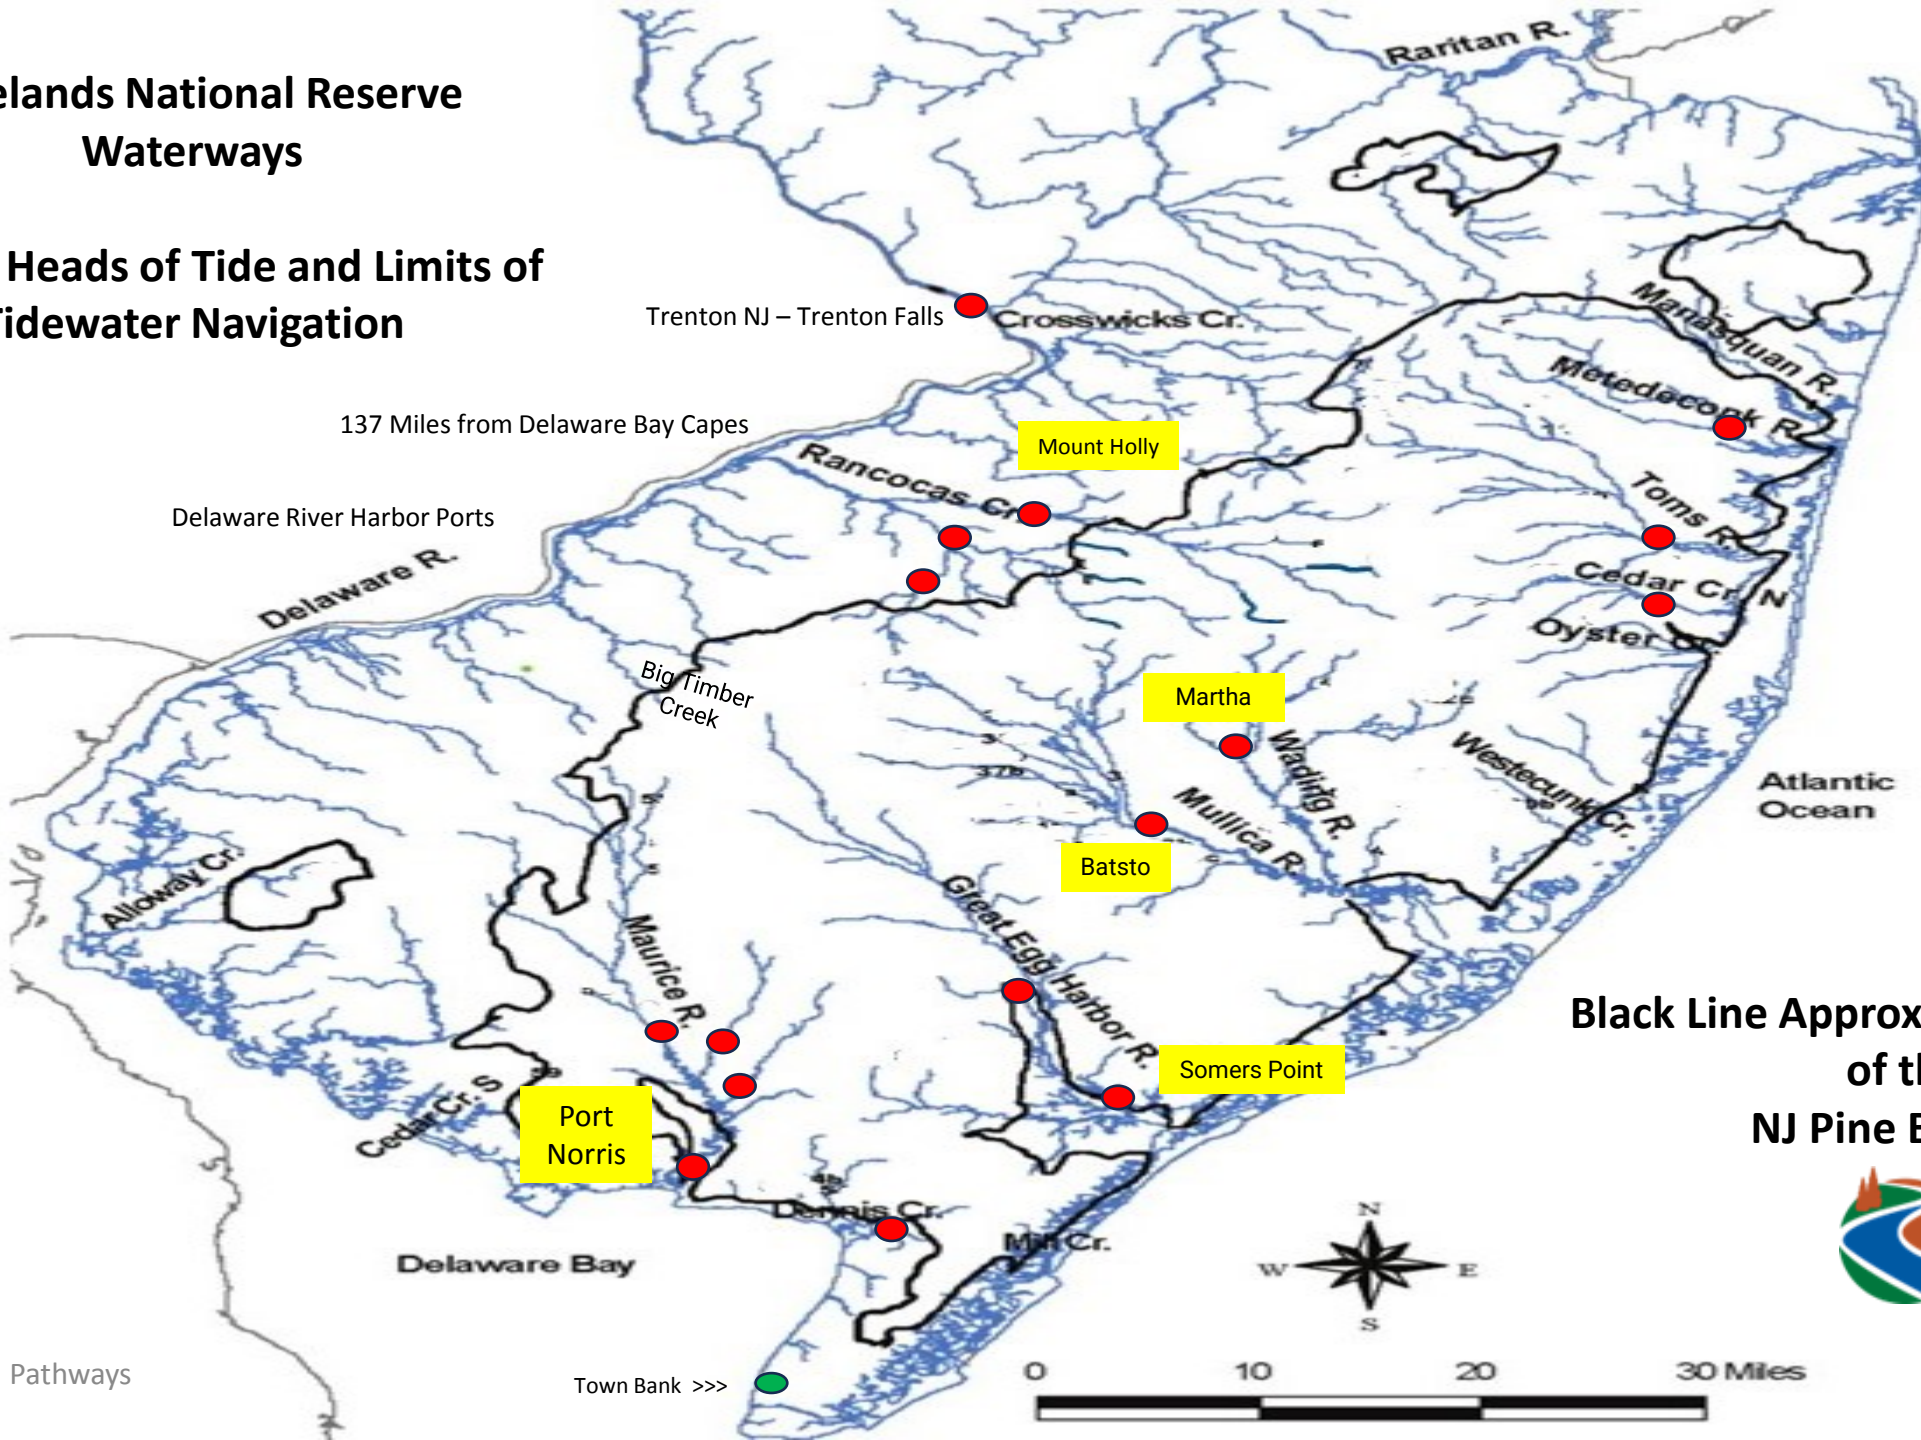 elands National Reserve
Waterways
Heads of Tide and Limits of
Tidewater Navigation
Raritan R.
Trenton NJ – Trenton Falls
Crosswicks Cr.
Manasquan R.
Metedeconk R.
137 Miles from Delaware Bay Capes
Mount Holly
Rancocas Cr.
Toms R.
Delaware River Harbor Ports
Delaware R.
Cedar Cr. N
Oyster Cr.
Big Timber
Creek
Martha
Wading R.
Westecunk Cr.
Atlantic
Ocean
Mullica R.
Batsto
Alloway Cr.
Great Egg Harbor R.
Maurice R.
Black Line Approx
of th
NJ Pine B
Somers Point
Cedar Cr. S
Port
Norris
Dennis Cr.
Mill Cr.
Delaware Bay
N
W E
S
Pathways
Town Bank >>>
0 10 20 30 Miles